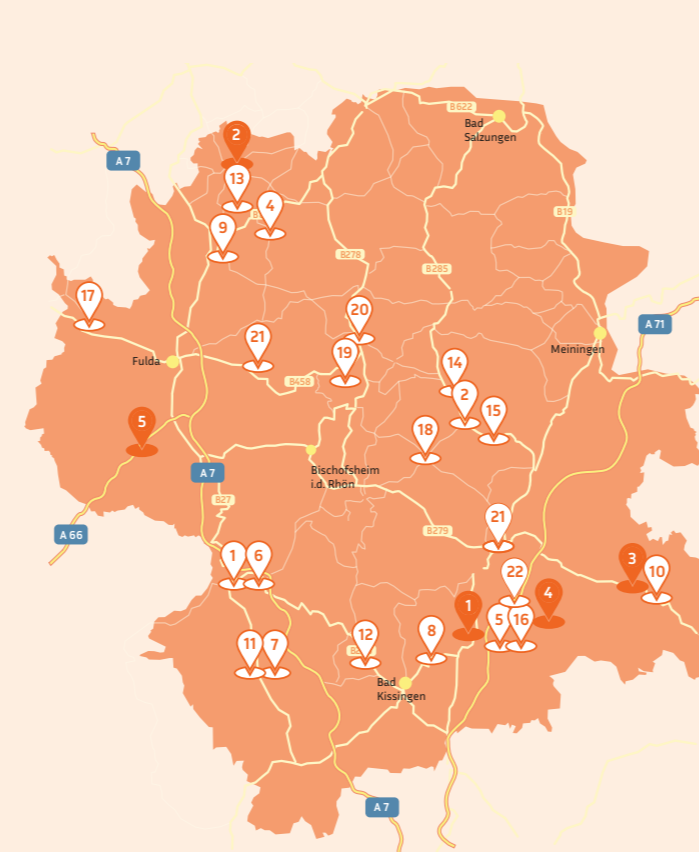 B622
Bad
Salzungen
2
A 7
13
4
B19
9
B278
B285
17
20
A 71
21
Fulda
19
Meiningen
B458
14
2
15
5
18
Bischofsheim
i.d. Rhön
A 7
B27
21
B279
A 66
1
6
3
10
22
1
4
5
16
12
8
11
7
Bad
Kissingen
A 7